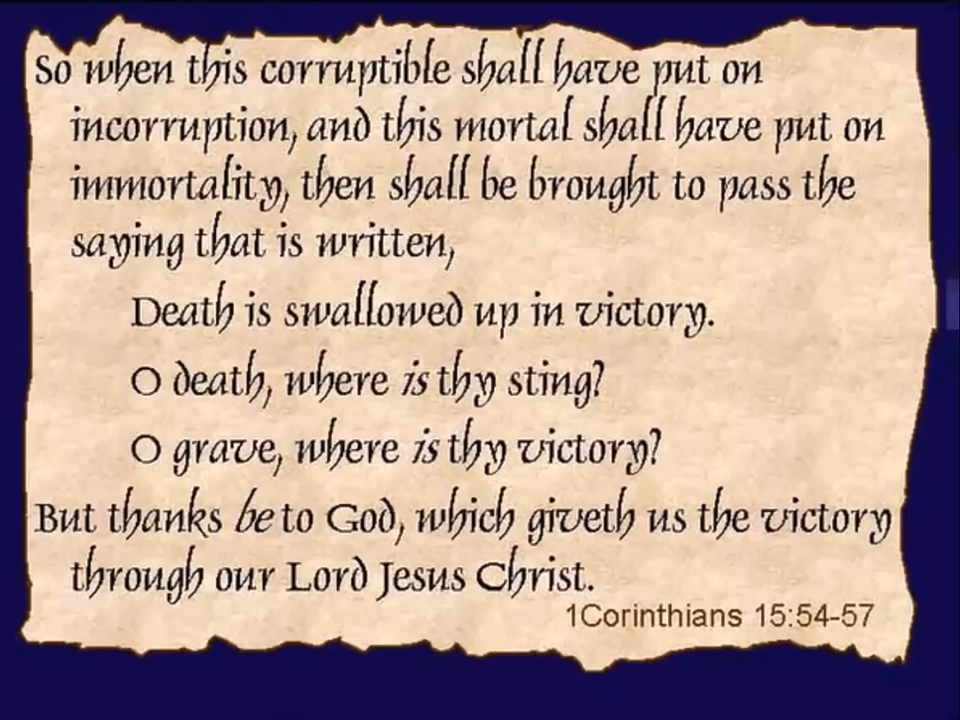 So when this corruptible shall have put on
incorruption, and this mortal shall have put on
immortality, then shall be brought to pass the
saying that is written,
Death is swallowed up in victory.
O death, where is thy sting?
O grave, where is thy victory?
But thanks be to God, which giveth us the victory
through our Lord Jesus Christ.
1Corinthians 15:54-57